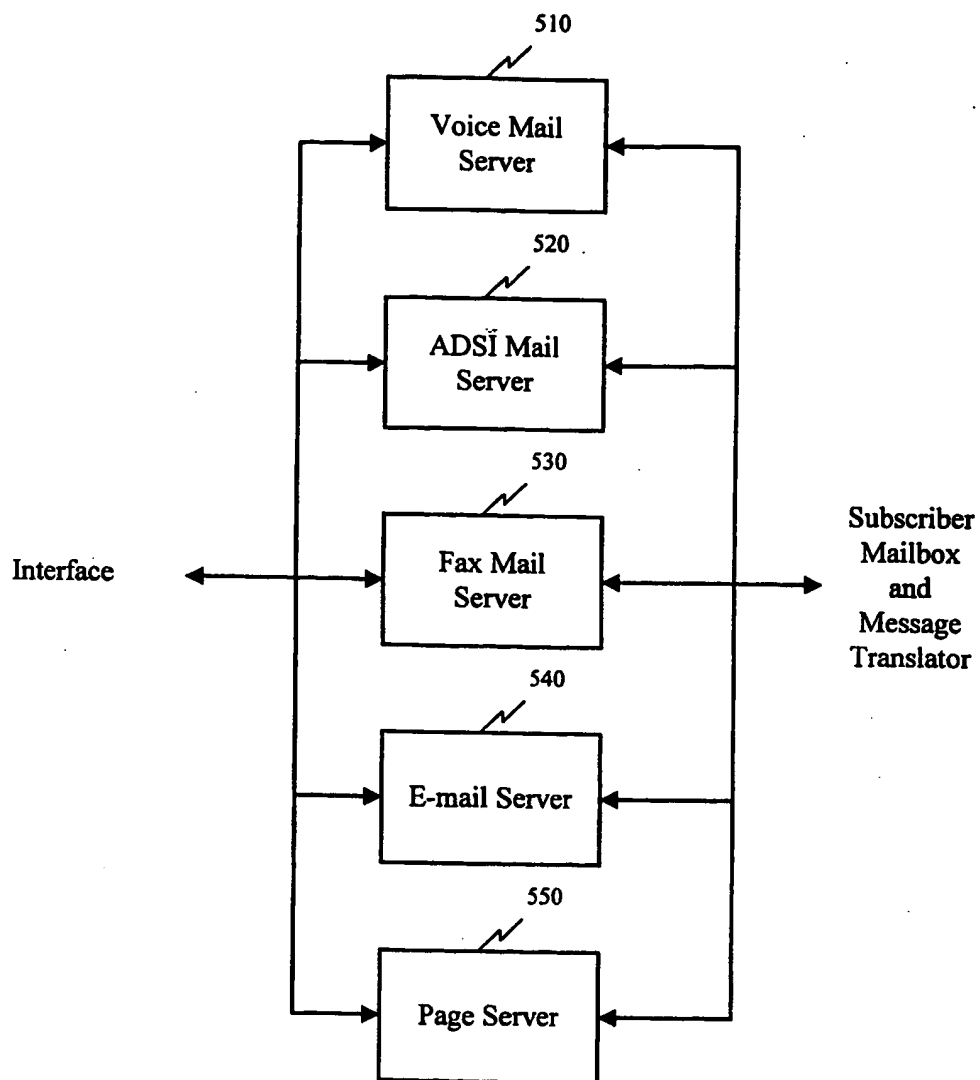 510
Voice Mail
Server
520
ADSI Mail
Server
530
Interface
Fax Mail
Server
Subscriber
Mailbox
and
Message
Translator
540
E-mail Server
550
Page Server